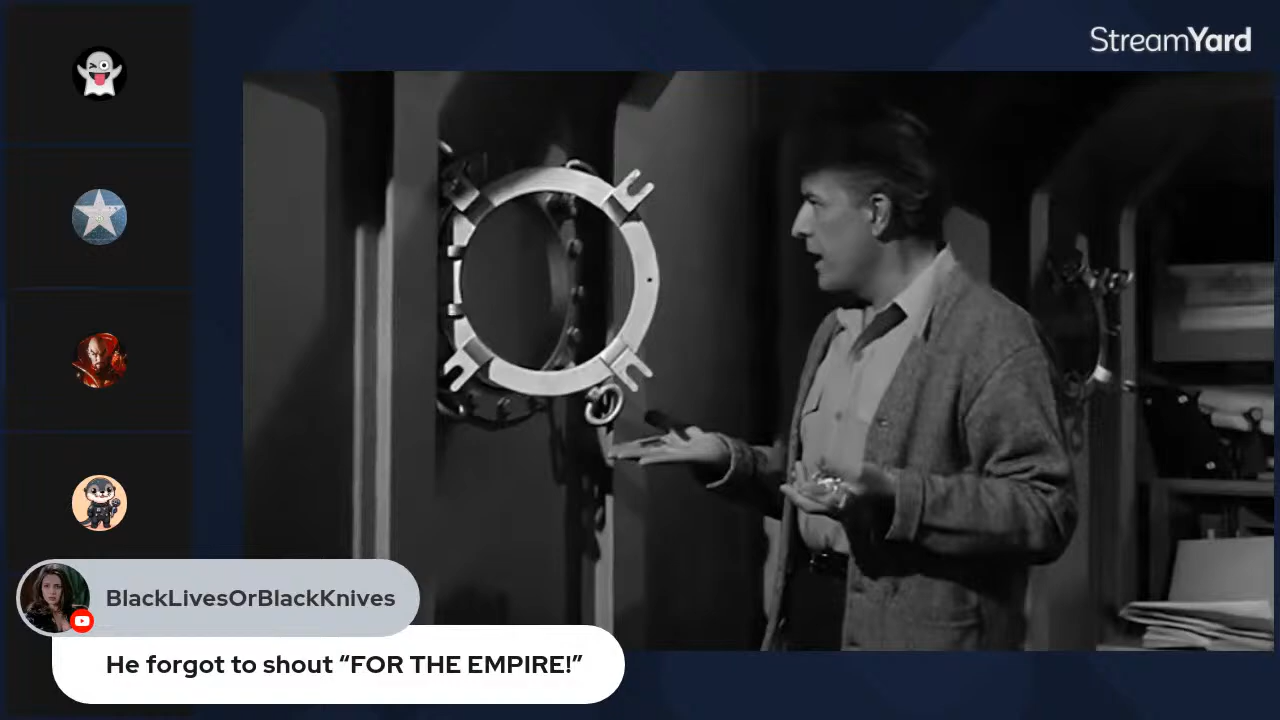 StreamYard
BlackLivesOrBlackKnives
He forgot to shout “FOR THE EMPIRE!”